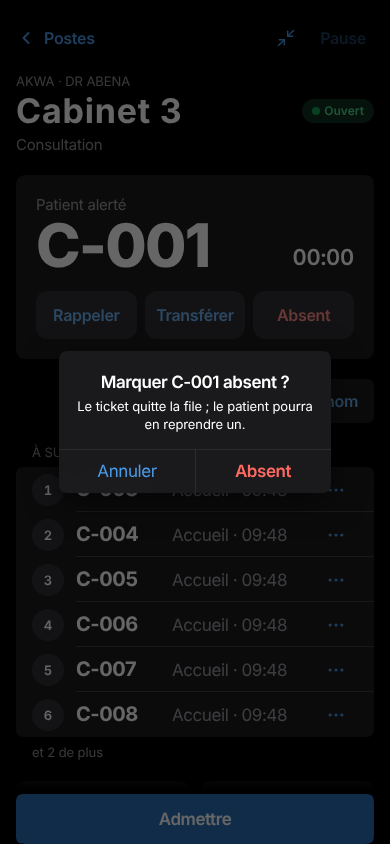 Postes
Pause
AKWA · DR ABENA
Cabinet 3
Ouvert
Consultation
Patient alerté
C-001
00:00
Rappeler
Transférer
Absent
Marquer C-001 absent ?
Le ticket quitte la file ; le patient pourra
en reprendre un.
Annuler
Absent
1
2 C-004 Accueil · 09:48
3 C-005 Accueil · 09:48
4 C-006 Accueil · 09:48
5 C-007 Accueil · 09:48
6 C-008 Accueil · 09:48
et 2 de plus
Admettre